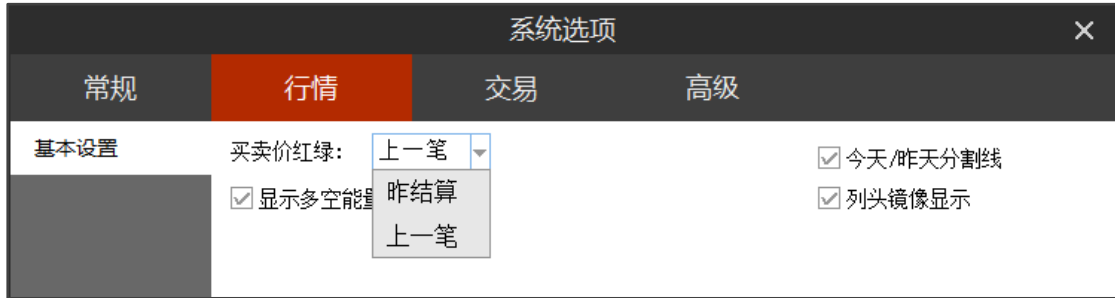 系统选项
常规 行情 交易 高级
基本设置
买卖价红绿： 上一笔
今天/昨天分割线
显示多空能量
列头镜像显示
昨结算
上一笔